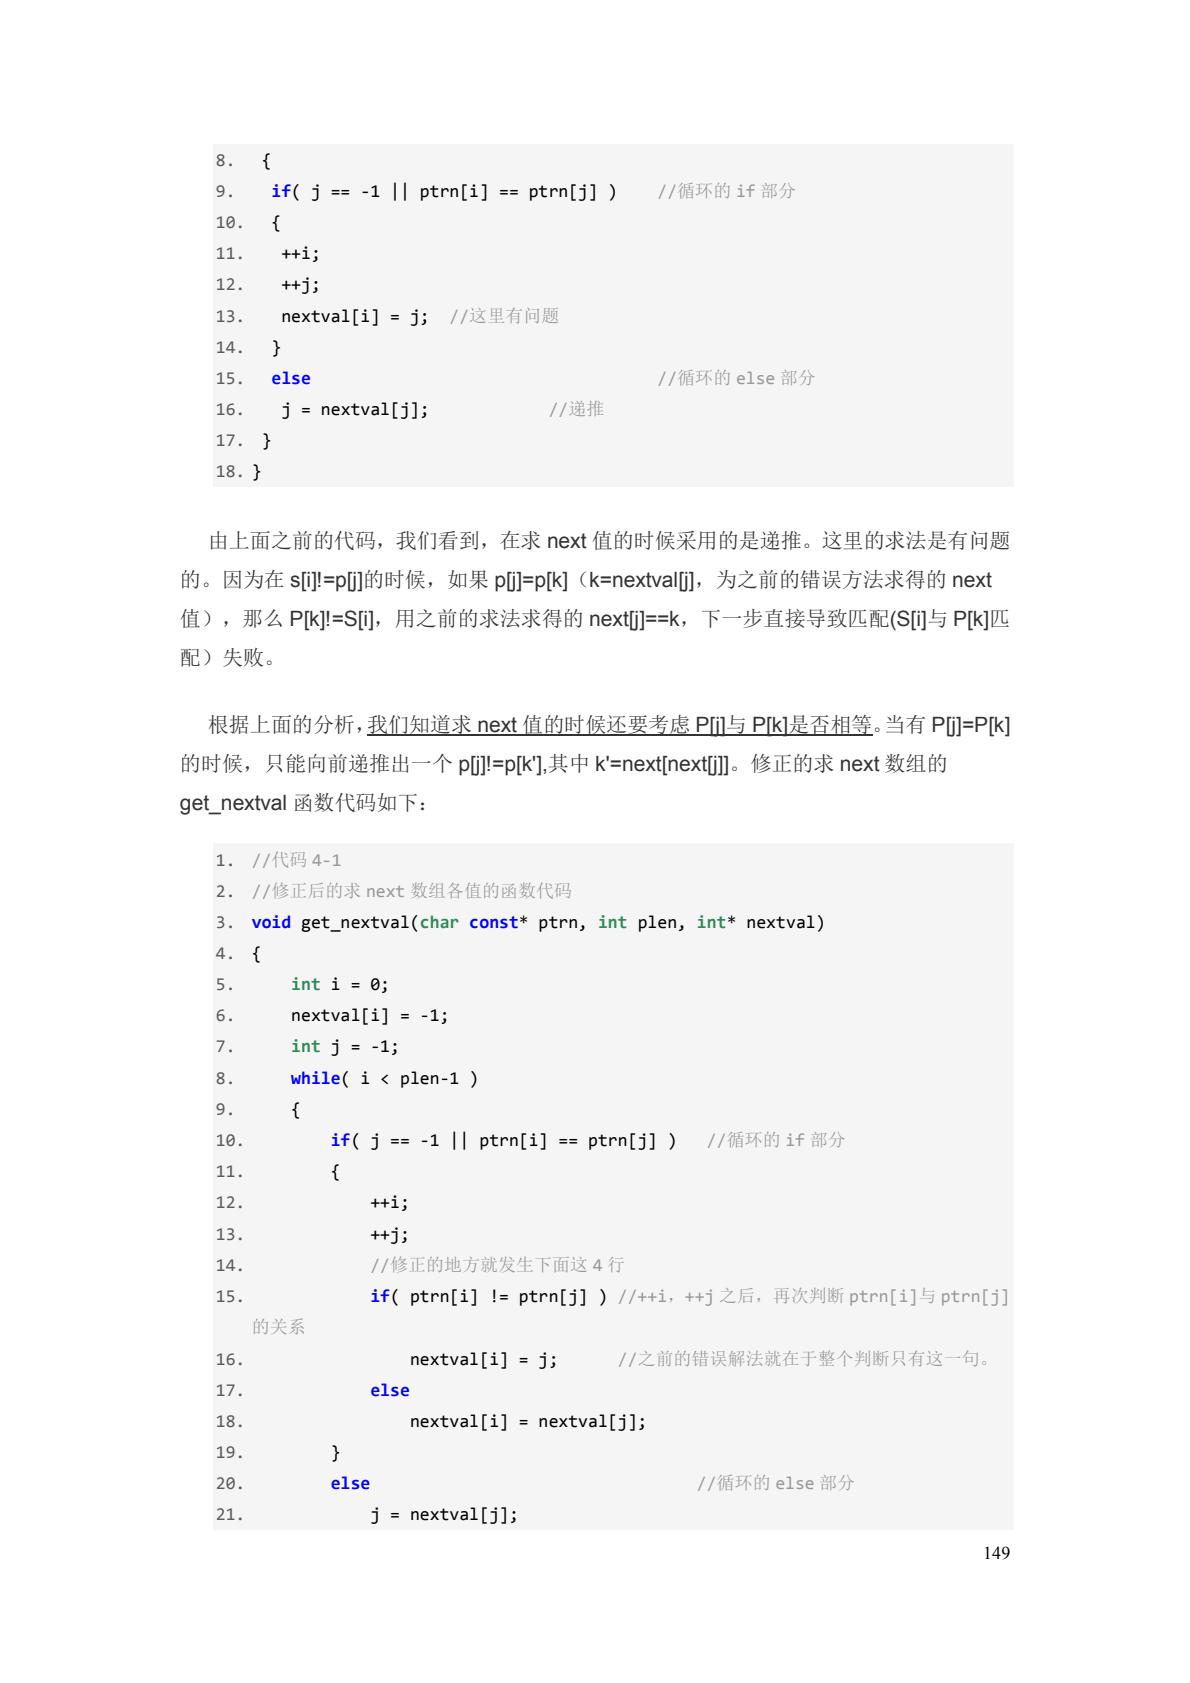 8. {
9. if( j == -1 || ptrn[i] == ptrn[j] ) //循环的 if 部分
10. {
11. ++i;
12. ++j;
13. nextval[i] = j; //这里有问题
14. }
15. else //循环的 else 部分
16. j = nextval[j]; //递推
17. }
18. }
由上面之前的代码，我们看到，在求 next 值的时候采用的是递推。这里的求法是有问题
的。因为在 s[i]!=p[j]的时候，如果 p[j]=p[k]（k=nextval[j]，为之前的错误方法求得的 next
值），那么 P[k]!=S[i]，用之前的求法求得的 next[j]==k，下一步直接导致匹配(S[i]与 P[k]匹
配）失败。
根据上面的分析，我们知道求 next 值的时候还要考虑 P[j]与 P[k]是否相等。当有 P[j]=P[k]
的时候，只能向前递推出一个 p[j]!=p[k'],其中 k'=next[next[j]]。修正的求 next 数组的
get_nextval 函数代码如下：
1. //代码 4-1
2. //修正后的求 next 数组各值的函数代码
3. void get_nextval(char const* ptrn, int plen, int* nextval)
4. {
5. int i = 0;
6. nextval[i] = -1;
7. int j = -1;
8. while( i < plen-1 )
9. {
10. if( j == -1 || ptrn[i] == ptrn[j] ) //循环的 if 部分
11. {
12. ++i;
13. ++j;
14. //修正的地方就发生下面这 4 行
15. if( ptrn[i] != ptrn[j] ) //++i，++j 之后，再次判断 ptrn[i]与 ptrn[j]
的关系
16. nextval[i] = j; //之前的错误解法就在于整个判断只有这一句。
17. else
18. nextval[i] = nextval[j];
19. }
20. else //循环的 else 部分
21. j = nextval[j];
149